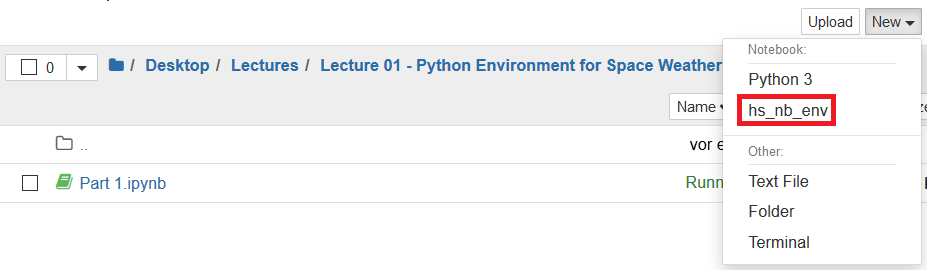 Upload New
Notebook:
0 / Desktop / Lectures / Lecture 01 - Python Environment for Space Weather
Python 3
Name
hs_nb_env
..
vor
Other:
Part 1.ipynb
Text File
Folder
Terminal